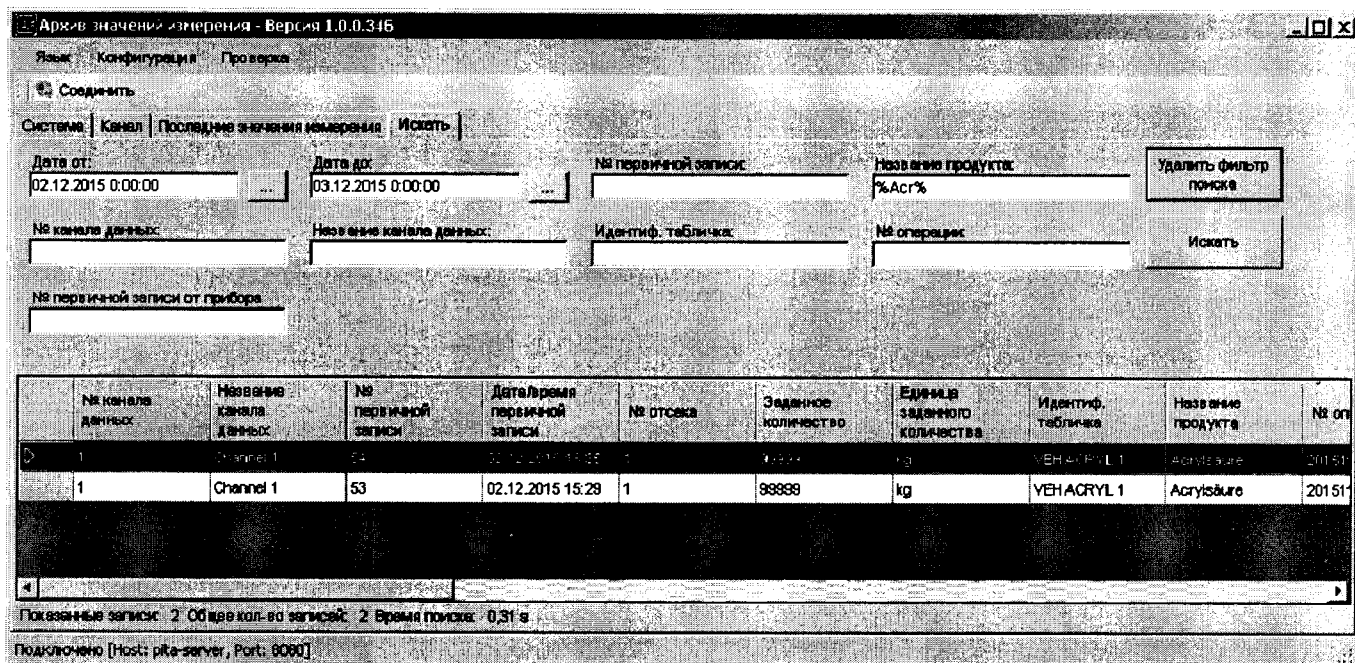 Архив значений измерения - Версия 1.0.0.346
Язык Конфигурация Проверка
Соединить
Система Канал Последние значения измерения Искать
Дата от: Дата до: № первичной записи: Название продукта: Удалить фильтр поиска
02.12.2015 0:00:00 ... 03.12.2015 0:00:00 ... %Acr%
№ канала данных: Название канала данных: Идентиф. табличка: № операции: Искать
№ первичной записи от прибора
№ канала данных Название канала данных № первичной записи Дата/время первичной записи № отсека Заданное количество Единица заданного количества Идентиф. табличка Название продукта № оп
1 Channel 1 54 1 99999 kg VEH ACRYL 1 Acrylsäure 20151
1 Channel 1 53 02.12.2015 15:29 1 99999 kg VEH ACRYL 1 Acrylsäure 201511
Показанные записи: 2 Общее кол-во записей: 2 Время поиска: 0,31 s
Подключено [Host: pita-server, Port: 8080]